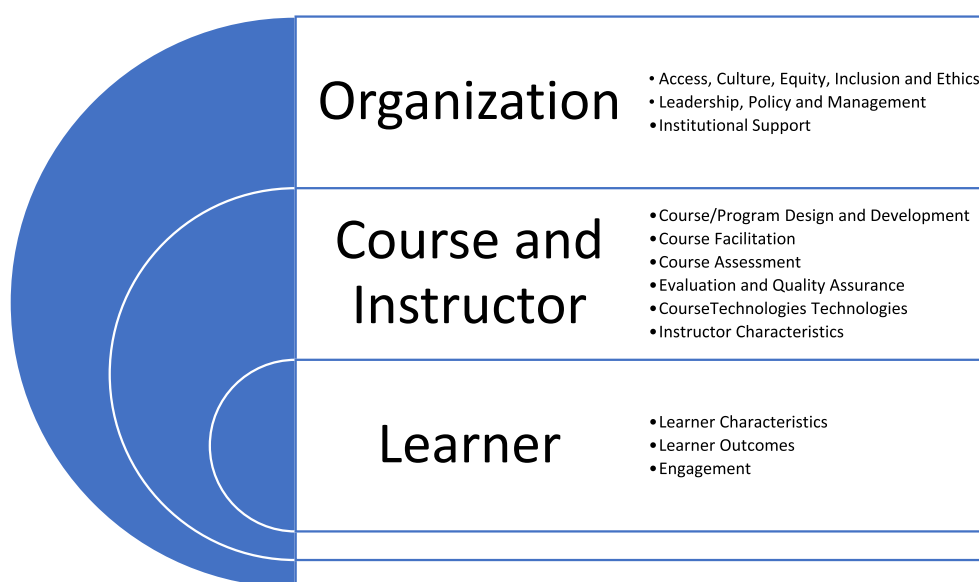 Organization
• Access, Culture, Equity, Inclusion and Ethics
• Leadership, Policy and Management
•Institutional Support
Course and
Instructor
•Course/Program Design and Development
•Course Facilitation
•Course Assessment
•Evaluation and Quality Assurance
•CourseTechnologies Technologies
•Instructor Characteristics
Learner
•Learner Characteristics
•Learner Outcomes
•Engagement